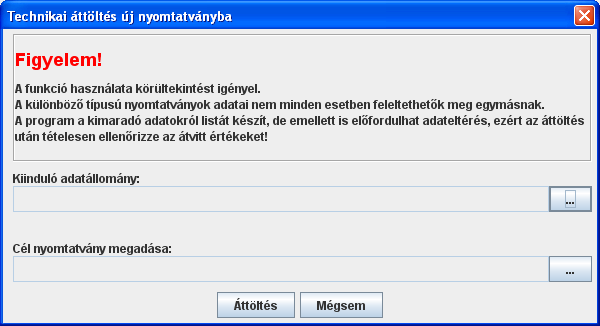 Technikai áttöltés új nyomtatványba
Figyelem!
A funkció használata körültekintést igényel.
A különböző típusú nyomtatványok adatai nem minden esetben feleltethetők meg egymásnak.
A program a kimaradó adatokról listát készít, de emellett is előfordulhat adateltérés, ezért az áttöltés
után tételesen ellenőrizze az átvitt értékeket!
Kiinduló adatállomány:
...
Cél nyomtatvány megadása:
...
Áttöltés Mégsem